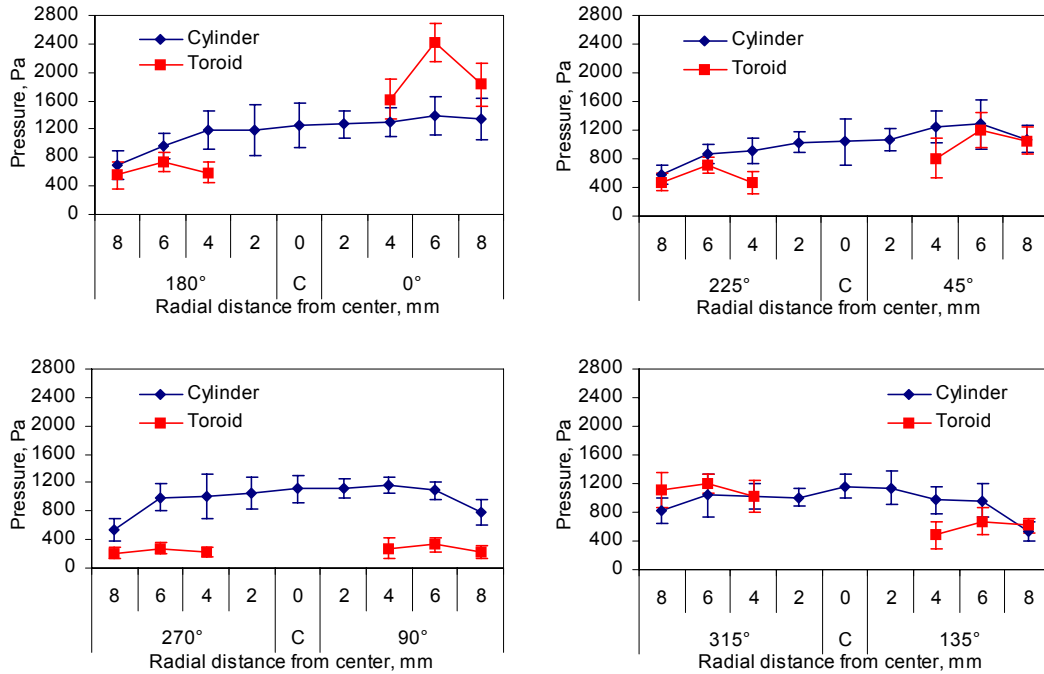 2800
2400
2000
1600
1200
800
400
0
Pressure, Pa
Cylinder
Toroid
8 6 4 2 0 2 4 6 8
180° C 0°
Radial distance from center, mm
2800
2400
2000
1600
1200
800
400
0
Pressure, Pa
Cylinder
Toroid
8 6 4 2 0 2 4 6 8
225° C 45°
Radial distance from center, mm
2800
2400
2000
1600
1200
800
400
0
Pressure, Pa
Cylinder
Toroid
8 6 4 2 0 2 4 6 8
270° C 90°
Radial distance from center, mm
2800
2400
2000
1600
1200
800
400
0
Pressure, Pa
Cylinder
Toroid
8 6 4 2 0 2 4 6 8
315° C 135°
Radial distance from center, mm